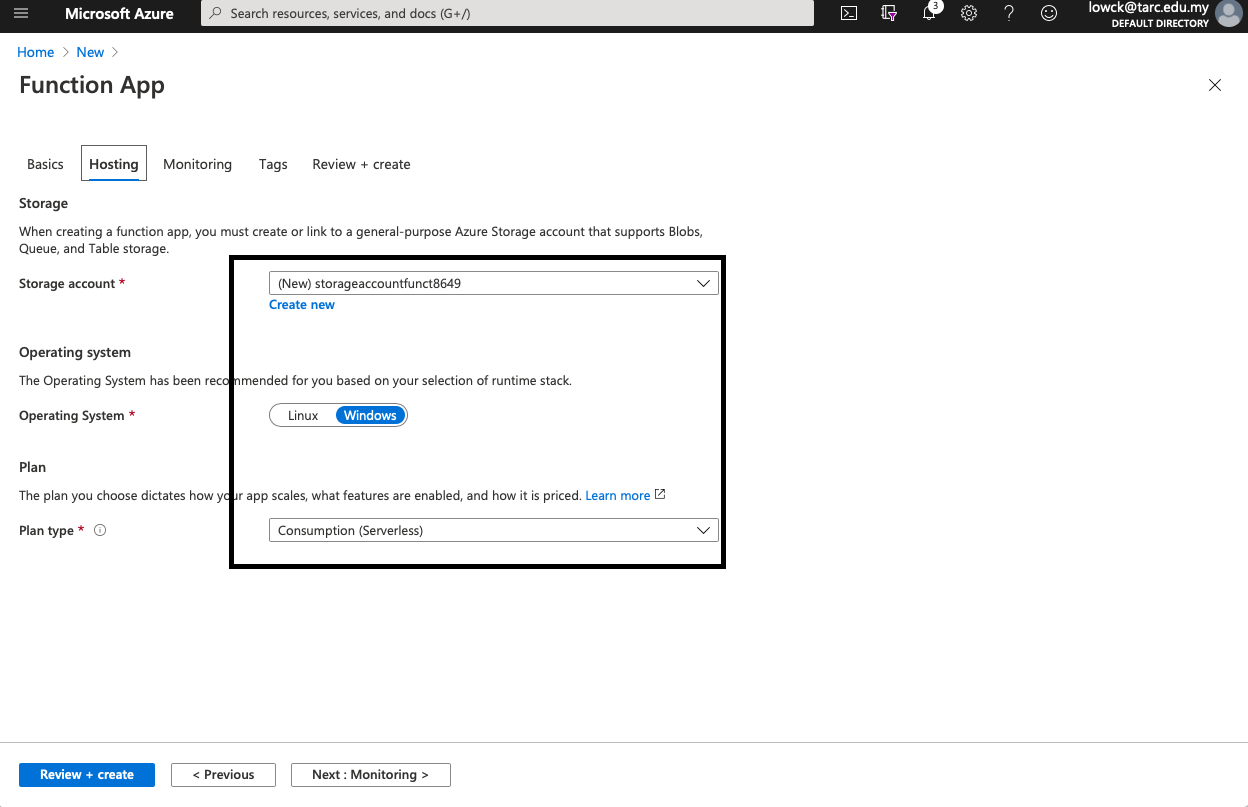 Microsoft Azure
Search resources, services, and docs (G+/)
3
lowck@tarc.edu.my
DEFAULT DIRECTORY
Home > New >
Function App
Basics Hosting Monitoring Tags Review + create
Storage
When creating a function app, you must create or link to a general-purpose Azure Storage account that supports Blobs,
Queue, and Table storage.
Storage account * (New) storageaccountfunct8649
Create new
Operating system
The Operating System has been recommended for you based on your selection of runtime stack.
Operating System * Linux Windows
Plan
The plan you choose dictates how your app scales, what features are enabled, and how it is priced. Learn more
Plan type * Consumption (Serverless)
Review + create < Previous Next : Monitoring >